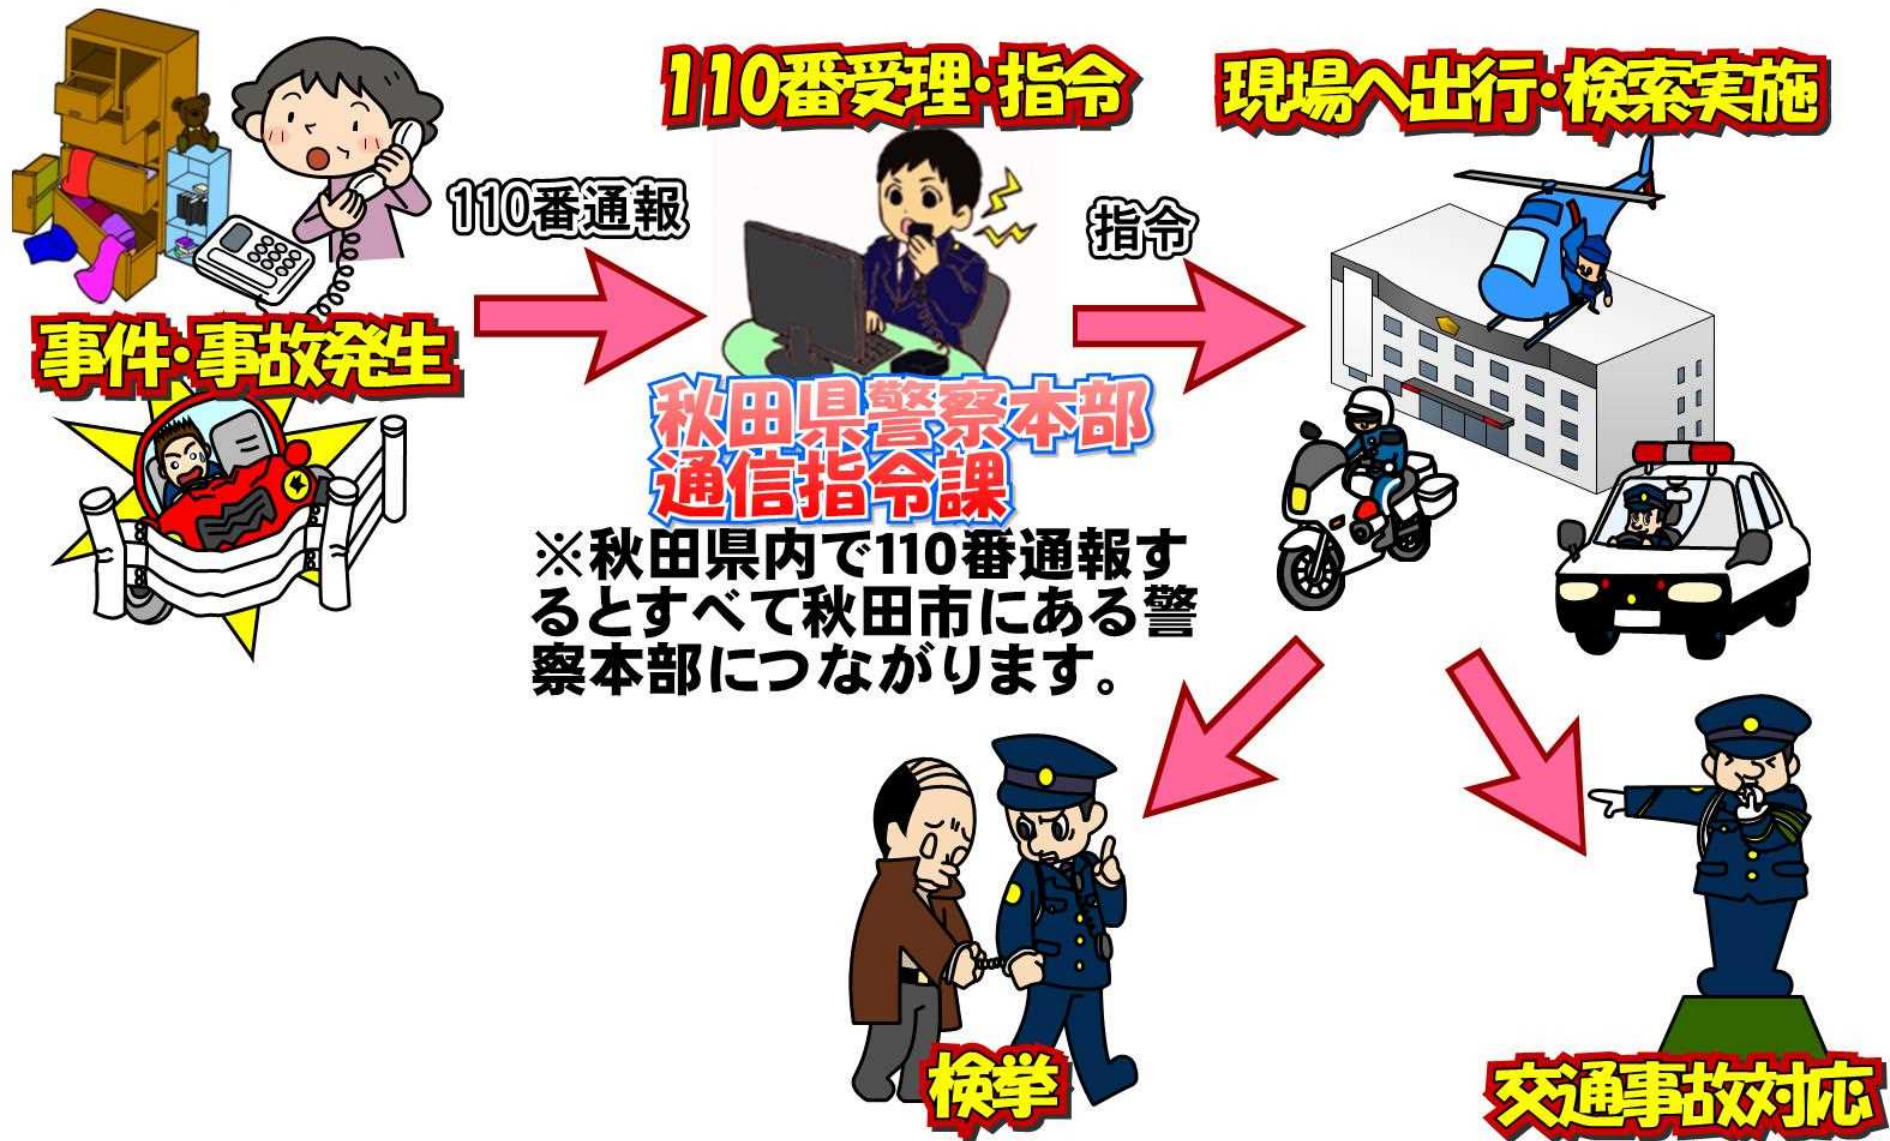 事件・事故発生
110番通報
110番受理・指令
秋田県警察本部
通信指令課
※秋田県内で110番通報す
るとすべて秋田市にある警
察本部につながります。
指令
現場へ出行・検索実施
検挙
交通事故対応